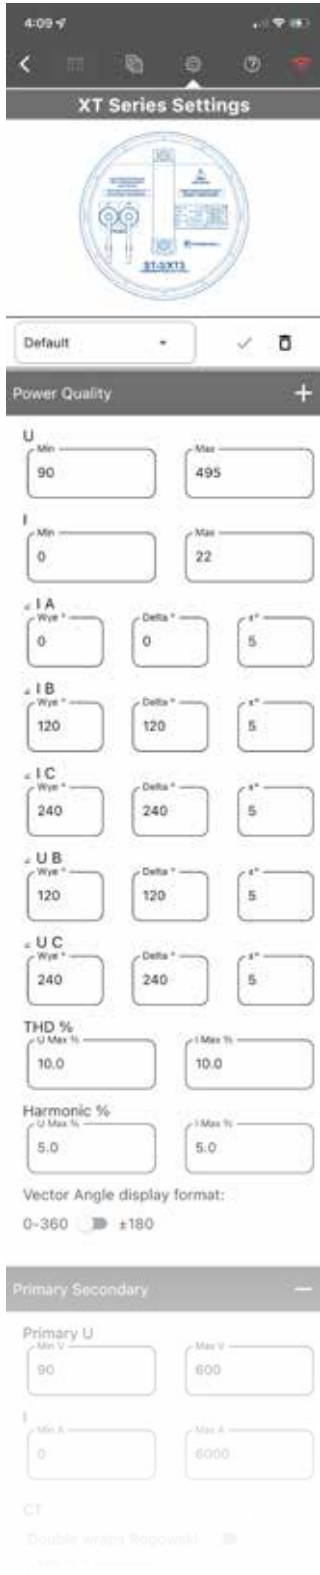 4:09
XT Series Settings
ST-3/XT3
Default
Power Quality
U
Min Max
90 495
I
Min Max
0 22
∠ I A
Wye ° Delta ° ±°
0 0 5
∠ I B
Wye ° Delta ° ±°
120 120 5
∠ I C
Wye ° Delta ° ±°
240 240 5
∠ U B
Wye ° Delta ° ±°
120 120 5
∠ U C
Wye ° Delta ° ±°
240 240 5
THD %
U Max % I Max %
10.0 10.0
Harmonic %
U Max % I Max %
5.0 5.0
Vector Angle display format:
0-360 ±180
Primary Secondary
Primary U
Min V Max V
90 600
I
Min A Max A
0 6000
CT
Double wraps Rogowski